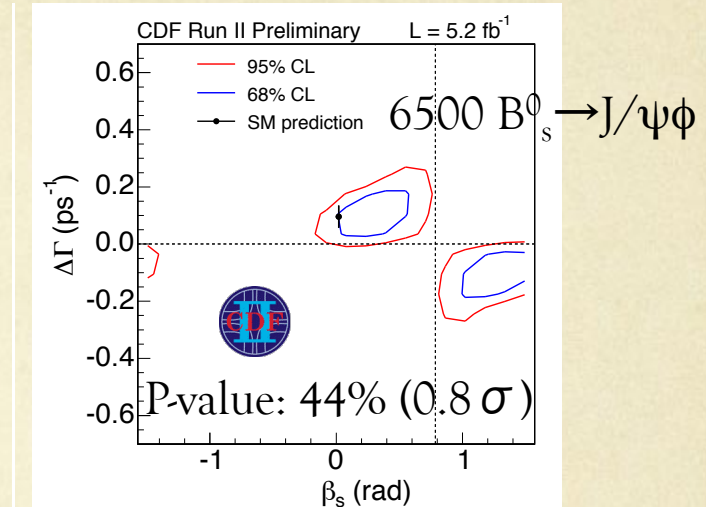 CDF Run II Preliminary L = 5.2 fb⁻¹
95% CL
68% CL
SM prediction
6500 B⁰ₛ→J/ψϕ
0.6
0.4
0.2
0.0
-0.2
-0.4
-0.6
ΔΓ (ps⁻¹)
II
CDF
P-value: 44% (0.8 σ)
-1 0 1
βₛ (rad)